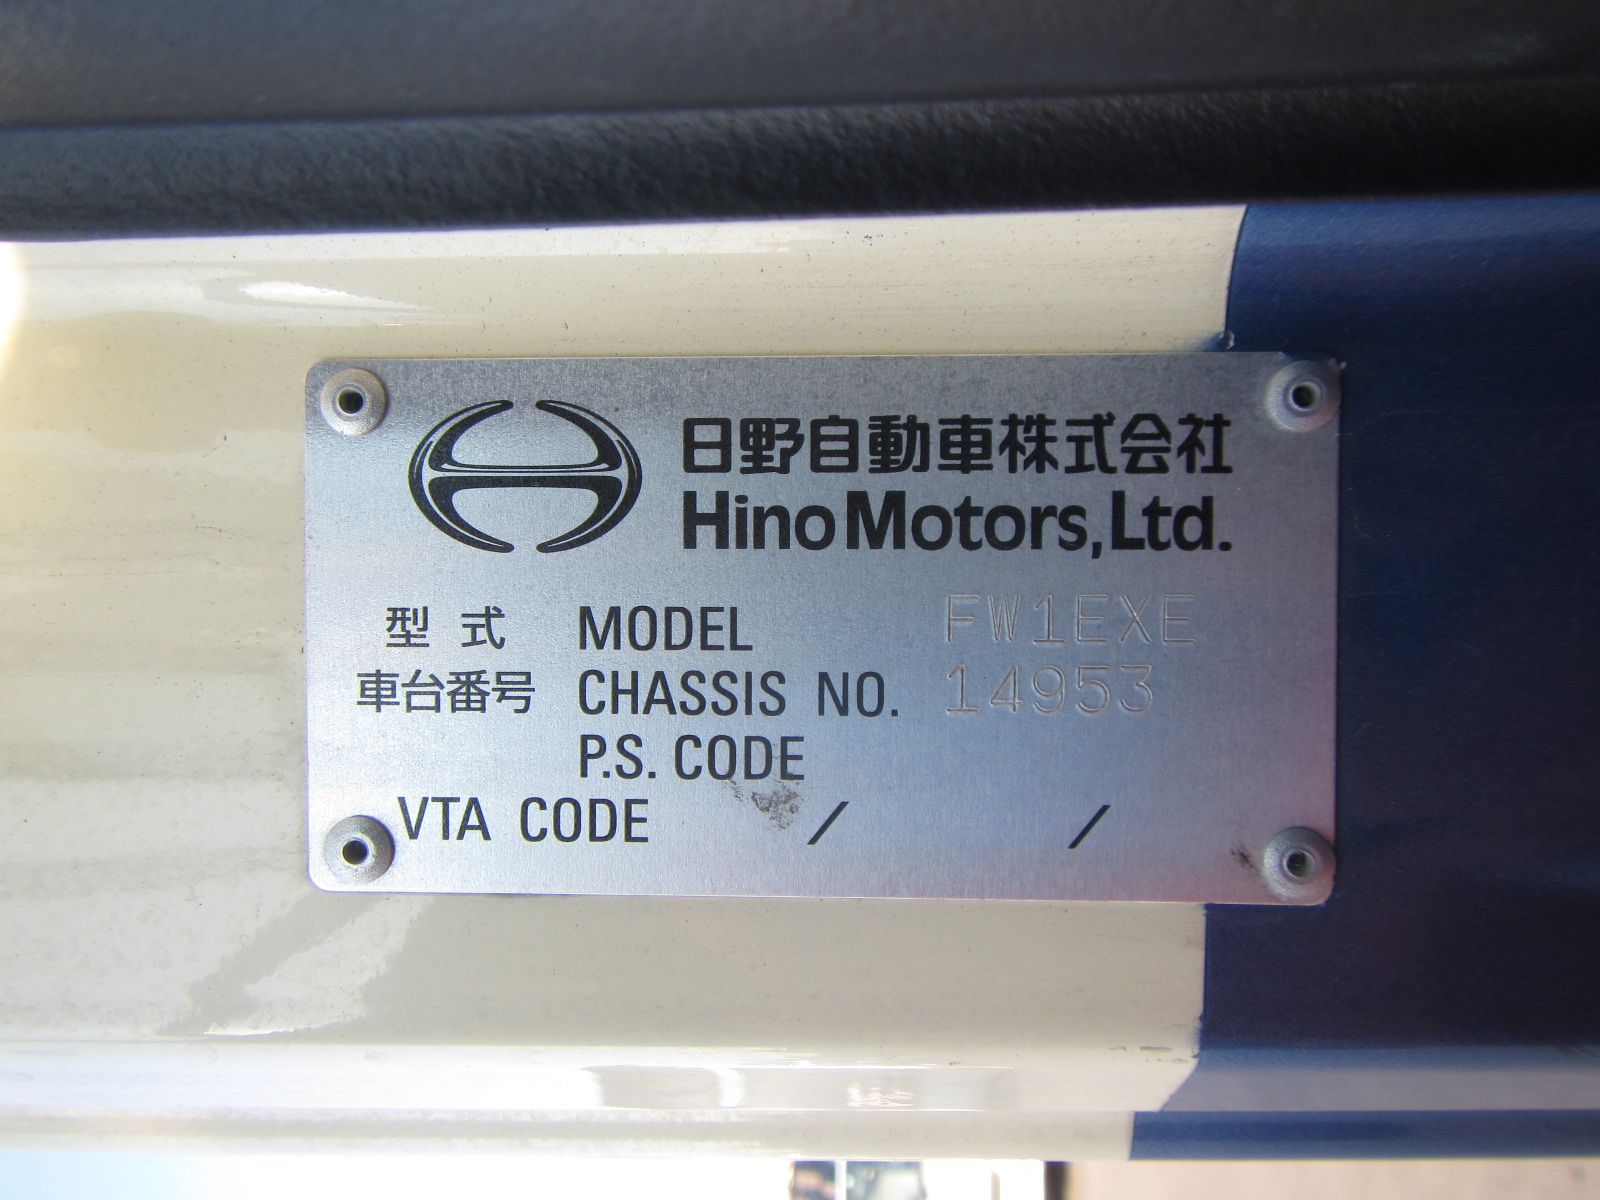 日野自動車株式会社
Hino Motors, Ltd.
型式 MODEL FW1EXE
車台番号 CHASSIS NO. 14953
P.S. CODE
VTA CODE / /